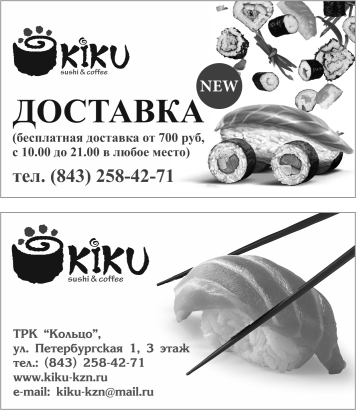 KiKU
sushi & coffee
NEW
ДОСТАВКА
(бесплатная доставка от 700 руб,
с 10.00 до 21.00 в любое место)
тел. (843) 258-42-71
KiKU
sushi & coffee
ТРК “Кольцо”,
ул. Петербургская 1, 3 этаж
тел.: (843) 258-42-71
www.kiku-kzn.ru
e-mail: kiku-kzn@mail.ru